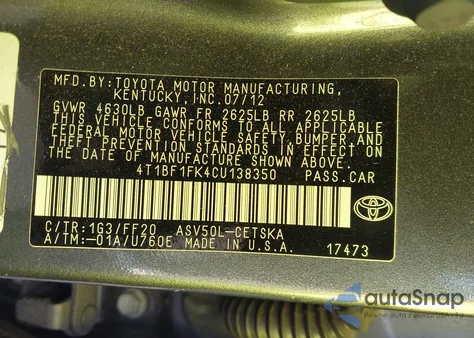 MFD. BY: TOYOTA MOTOR MANUFACTURING,
KENTUCKY, INC. 07/12
GVWR 4630LB GAWR FR 2625LB RR 2625LB
THIS VEHICLE CONFORMS TO ALL APPLICABLE
FEDERAL MOTOR VEHICLE SAFETY, BUMPER, AND
THEFT PREVENTION STANDARDS IN EFFECT ON
THE DATE OF MANUFACTURE SHOWN ABOVE.
4T1BF1FK4CU138350 PASS. CAR
C/TR: 1G3/FF20 ASV50L-CETSKA
A/TM: -01A/U760E MADE IN U.S.A. 17473
autoSnap
Pewne auta z